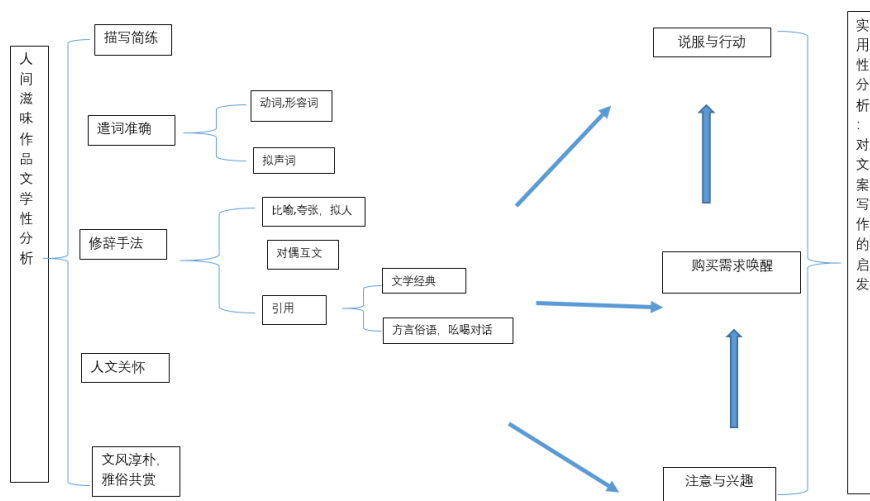 人间滋味作品文学性分析
描写简练
遣词准确
动词,形容词
拟声词
修辞手法
比喻,夸张，拟人
对偶互文
引用
文学经典
方言俗语，吆喝对话
人文关怀
文风淳朴，
雅俗共赏
说服与行动
购买需求唤醒
注意与兴趣
实用性分析：对文案写作的启发